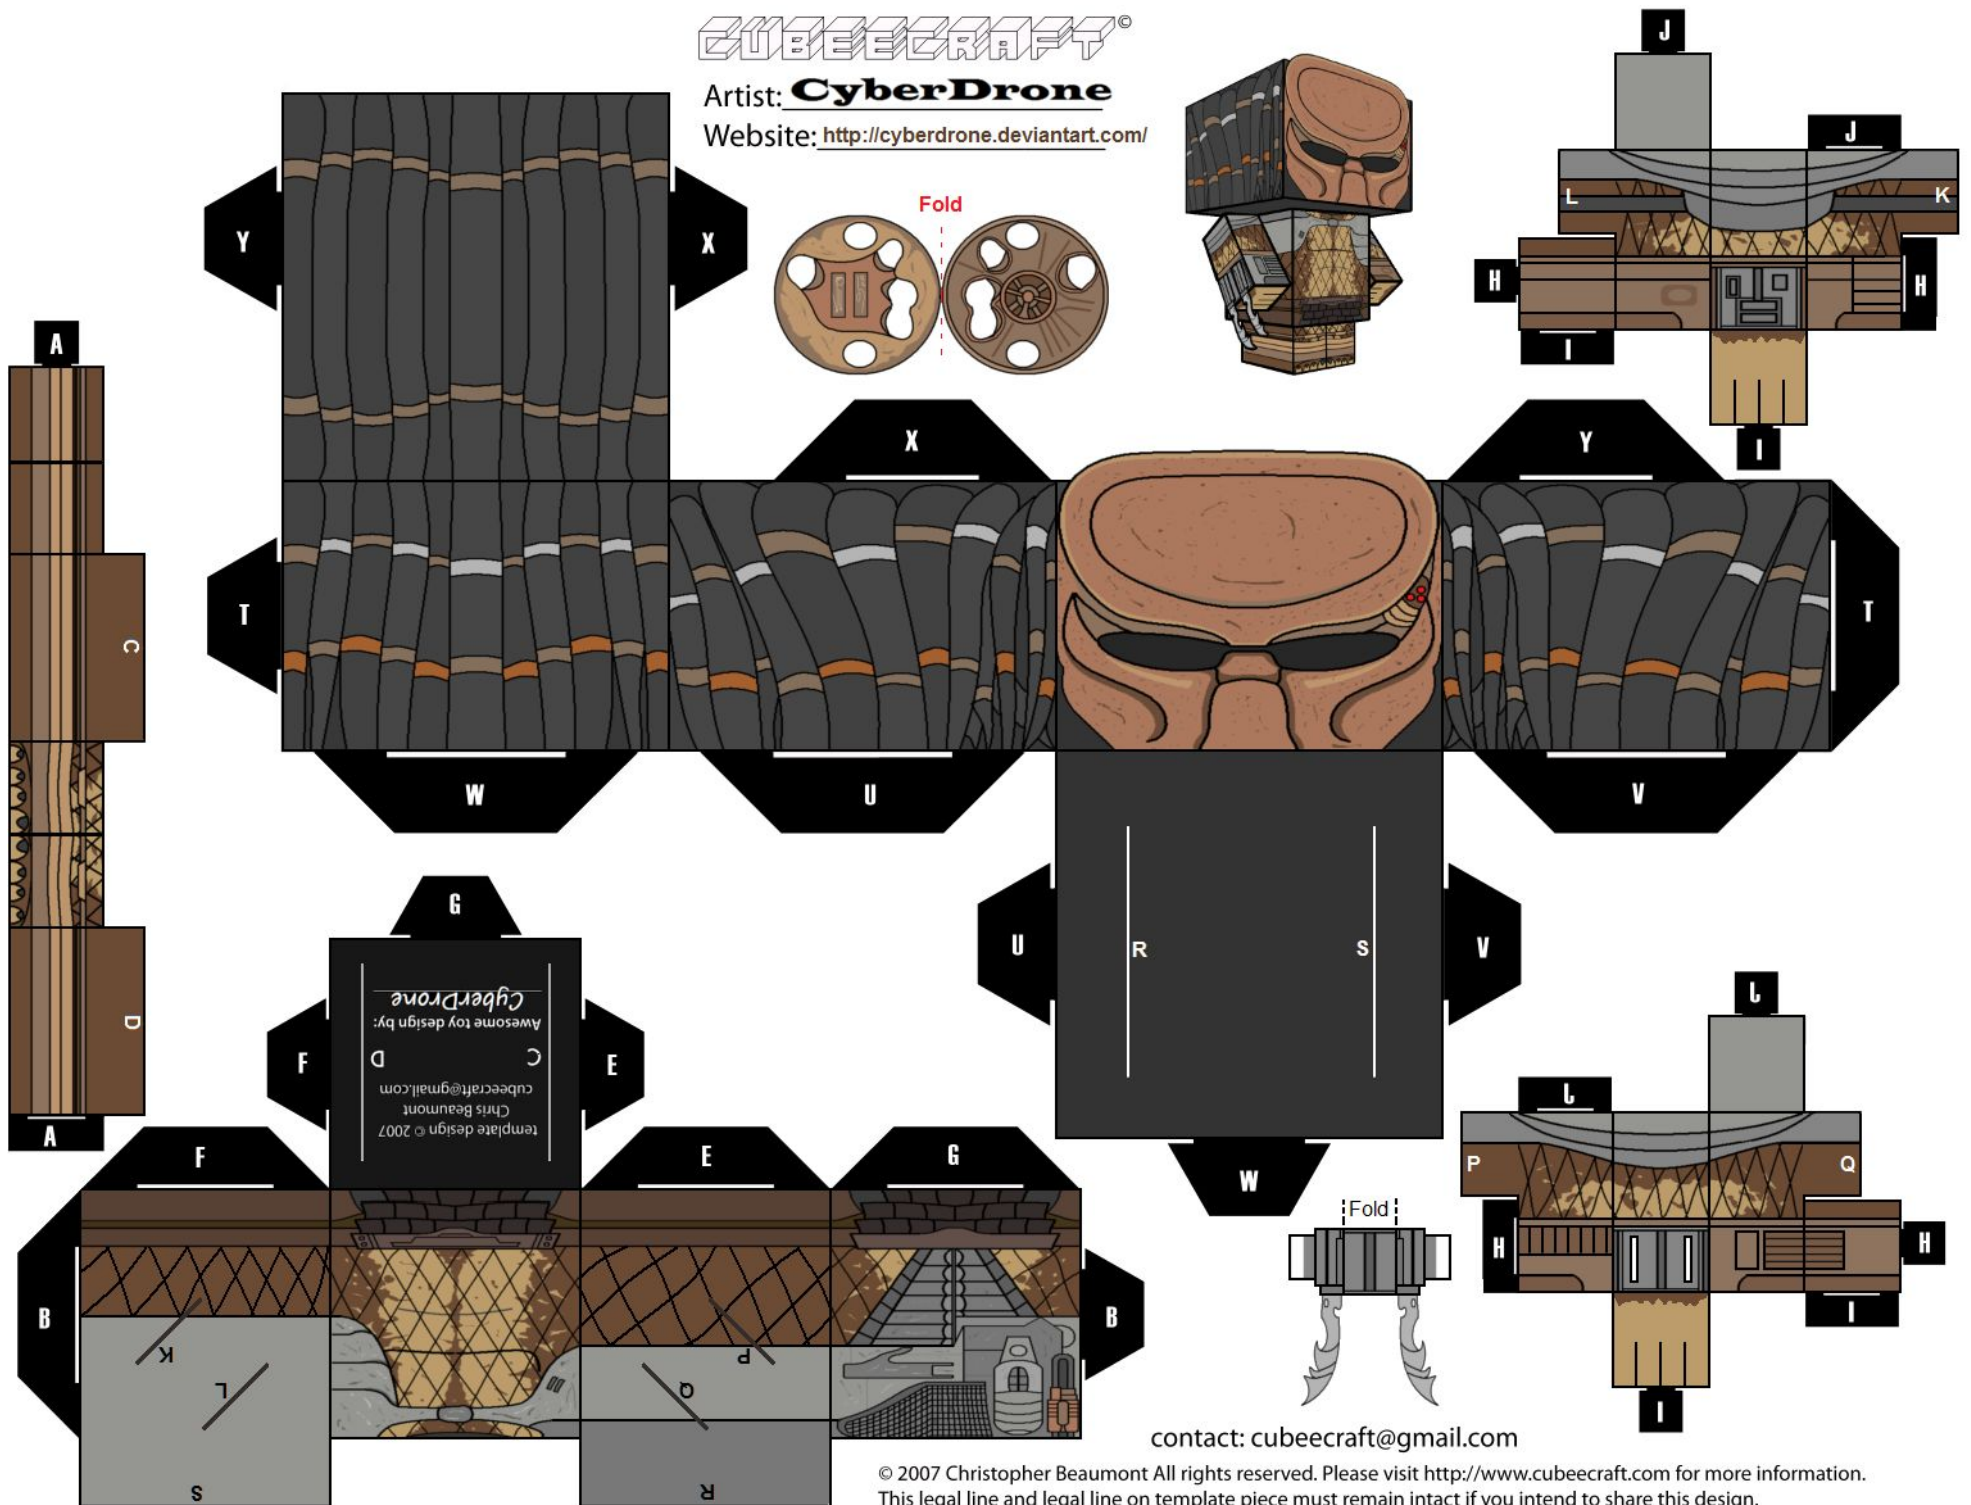 CUBEECRAFT©
Artist: CyberDrone
Website: http://cyberdrone.deviantart.com/
Fold
J
J
L
K
H
H
I
I
Y
X
A
X
Y
T
T
C
W
U
V
D
A
G
U
R
S
V
F
E
CyberDrone
Awesome toy design by:
D
C
cubeecraft@gmail.com
Chris Beaumont
template design © 2007
J
J
P
Q
H
H
I
I
F
E
G
W
Fold
B
B
K
L
P
Q
S
R
contact: cubeecraft@gmail.com
© 2007 Christopher Beaumont All rights reserved. Please visit http://www.cubeecraft.com for more information.
This legal line and legal line on template piece must remain intact if you intend to share this design.